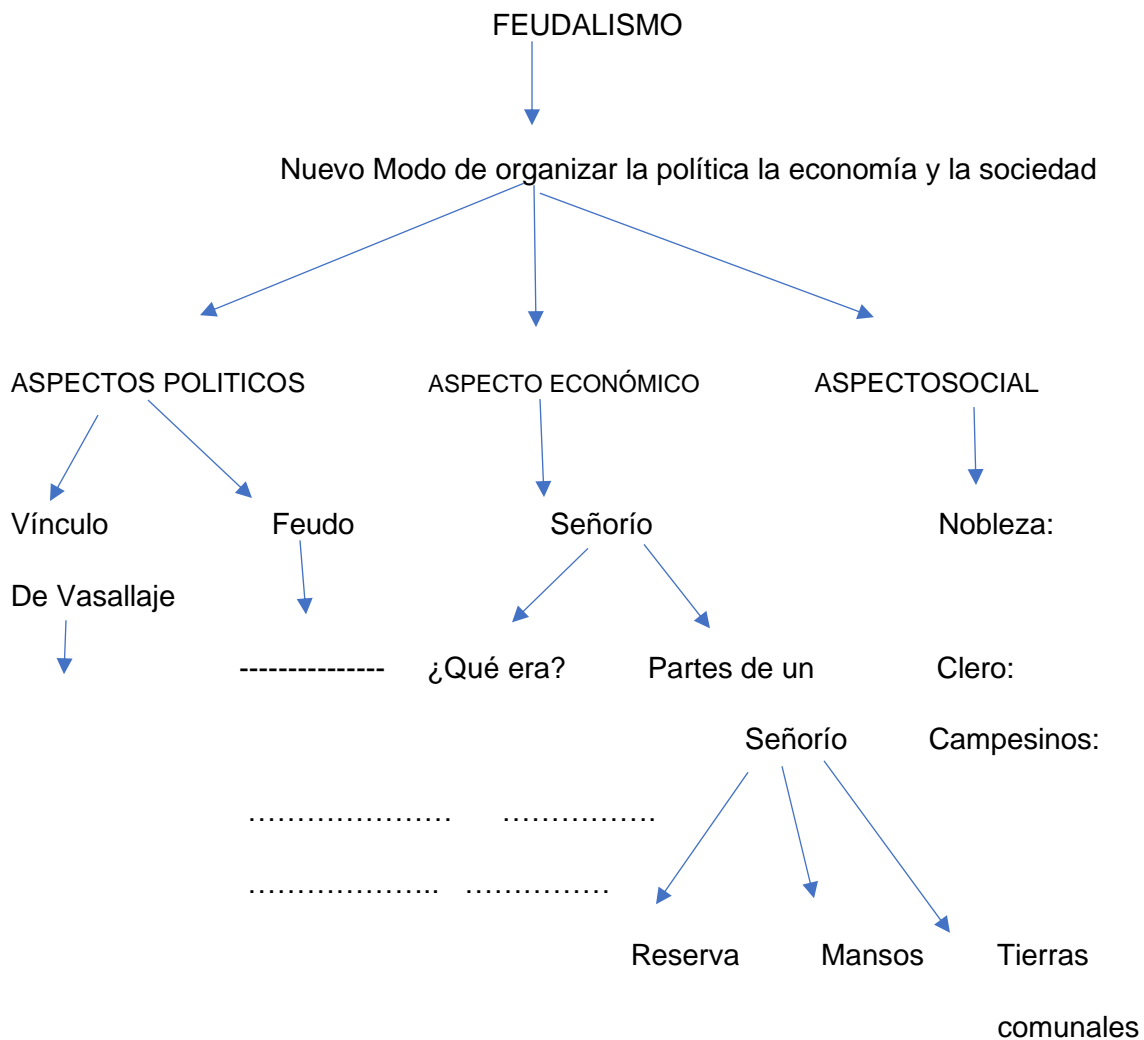 FEUDALISMO
Nuevo Modo de organizar la política la economía y la sociedad
ASPECTOS POLITICOS ASPECTO ECONÓMICO ASPECTOSOCIAL
Vínculo Feudo Señorío Nobleza:
De Vasallaje
--------------- ¿Qué era? Partes de un Clero:
Señorío Campesinos:
………………… …………….
……………….. ……………
Reserva Mansos Tierras
comunales